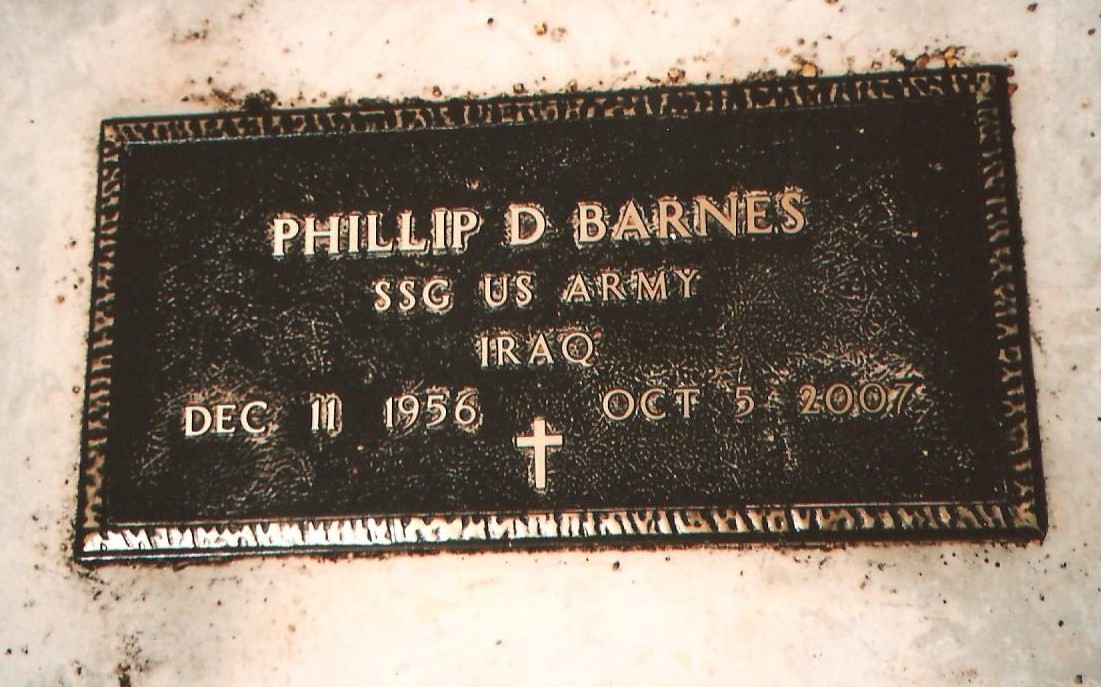 PHILLIP D BARNES
SSG US ARMY
IRAQ
DEC 11 1956 OCT 5 2007